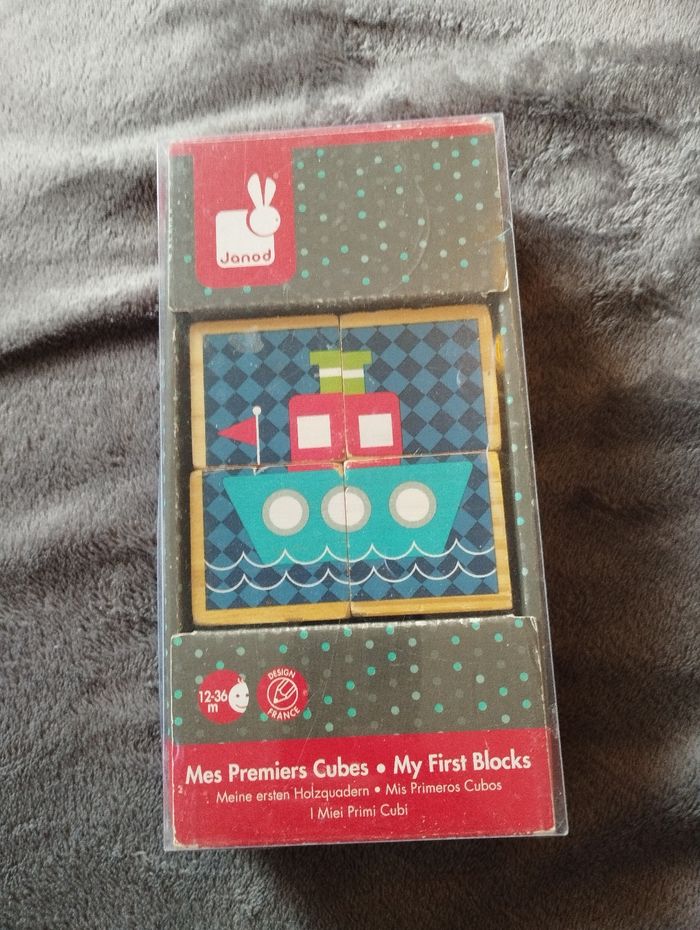 Janod
12-36
m
DESIGN
FRANCE
Mes Premiers Cubes • My First Blocks
Meine ersten Holzquadern • Mis Primeros Cubos
I Miei Primi Cubi